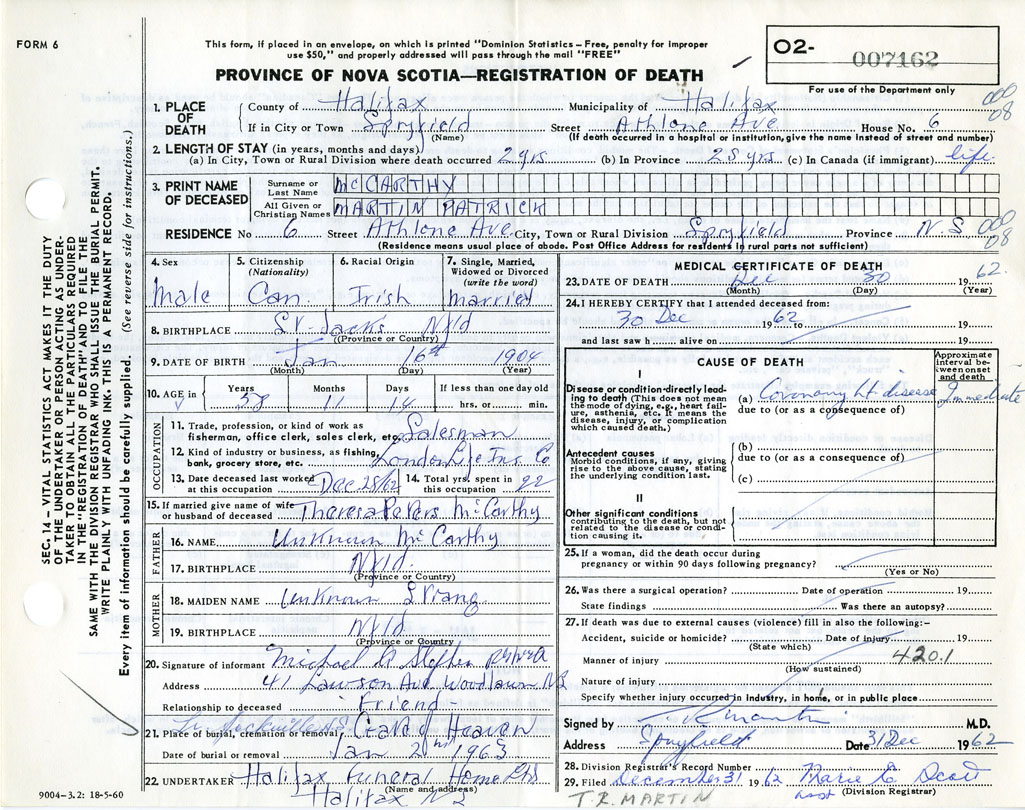 FORM 6
This form, if placed in an envelope, on which is printed "Dominion Statistics – Free, penalty for improper
use $50," and properly addressed will pass through the mail "FREE"
PROVINCE OF NOVA SCOTIA—REGISTRATION OF DEATH
02- 007162
For use of the Department only
1. PLACE OF DEATH County of Halifax Municipality of Halifax 000 08
If in City or Town Spryfield (Name) Street Athlone Ave House No. 6
(If death occurred in a hospital or institution, give the name instead of street and number)
2. LENGTH OF STAY (in years, months and days)
(a) In City, Town or Rural Division where death occurred 2 yrs (b) In Province 25 yrs (c) In Canada (if immigrant) life.
3. PRINT NAME OF DECEASED Surname or Last Name McCARTHY
All Given or Christian Names MARTIN PATRICK
RESIDENCE No 6 Street Athlone Ave City, Town or Rural Division Spryfield Province N.S 000 08
(Residence means usual place of abode. Post Office Address for residents in rural parts not sufficient)
4. Sex Male
5. Citizenship (Nationality) Can
6. Racial Origin Irish
7. Single, Married, Widowed or Divorced (write the word) married
8. BIRTHPLACE St. Jacks Nfld
(Province or Country)
9. DATE OF BIRTH Jan 16th 1904
(Month) (Day) (Year)
10. AGE in Years 58 Months 11 Days 14 If less than one day old hrs. or min.
OCCUPATION
11. Trade, profession, or kind of work as fisherman, office clerk, sales clerk, etc. Salesman
12. Kind of industry or business, as fishing, bank, grocery store, etc. London Life Ins Co
13. Date deceased last worked at this occupation Dec 28/62 14. Total yrs. spent in this occupation 22
15. If married give name of wife or husband of deceased Theresa Peters McCarthy
FATHER
16. NAME Unknown McCarthy
17. BIRTHPLACE Nfld.
(Province or Country)
MOTHER
18. MAIDEN NAME Unknown
19. BIRTHPLACE Nfld
(Province or Country)
20. Signature of informant Michael
Address 41 Lawson Ave Woodlawn NS
Relationship to deceased Friend -
21. Place of burial, cremation or removal Gate of Heaven
Date of burial or removal Jan 2nd 1963
22. UNDERTAKER Halifax Funeral Home Ltd
(Name and address)
Halifax N S
9004-3.2: 18-5-60
SEC. 14 – VITAL STATISTICS ACT MAKES IT THE DUTY
OF THE UNDERTAKER OR PERSON ACTING AS UNDER-
TAKER TO OBTAIN ALL THE PARTICULARS REQUIRED
IN THE "REGISTRATION OF DEATH" AND TO FILE THE
SAME WITH THE DIVISION REGISTRAR WHO SHALL ISSUE THE BURIAL PERMIT.
WRITE PLAINLY WITH UNFADING INK. THIS IS A PERMANENT RECORD.
Every item of information should be carefully supplied. (See reverse side for instructions.)
MEDICAL CERTIFICATE OF DEATH
23. DATE OF DEATH Dec 30 1962.
(Month) (Day) (Year)
24. I HEREBY CERTIFY that I attended deceased from:
30 Dec 1962 to 19
and last saw h alive on 19
CAUSE OF DEATH
Approximate interval between onset and death
I
Disease or condition directly leading to death (This does not mean the mode of dying, e.g., heart failure, asthenia, etc. It means the disease, injury, or complication which caused death.)
(a) Coronary Ht disease Immediate
due to (or as a consequence of)
Antecedent causes
Morbid conditions, if any, giving rise to the above cause, stating the underlying condition last.
(b)
due to (or as a consequence of)
(c)
II
Other significant conditions
contributing to the death, but not related to the disease or condition causing it.
25. If a woman, did the death occur during pregnancy or within 90 days following pregnancy?
(Yes or No)
26. Was there a surgical operation? Date of operation 19
State findings Was there an autopsy?
27. If death was due to external causes (violence) fill in also the following:-
Accident, suicide or homicide? Date of injury 19
(State which)
Manner of injury 420.1
(How sustained)
Nature of injury
Specify whether injury occurred in industry, in home, or in public place
Signed by T. R. Martin M.D.
Address Spryfield Date 31 Dec 1962
28. Division Registrar's Record Number
29. Filed December 31 1962 Marie C Scott
(Division Registrar)
T.R. MARTIN